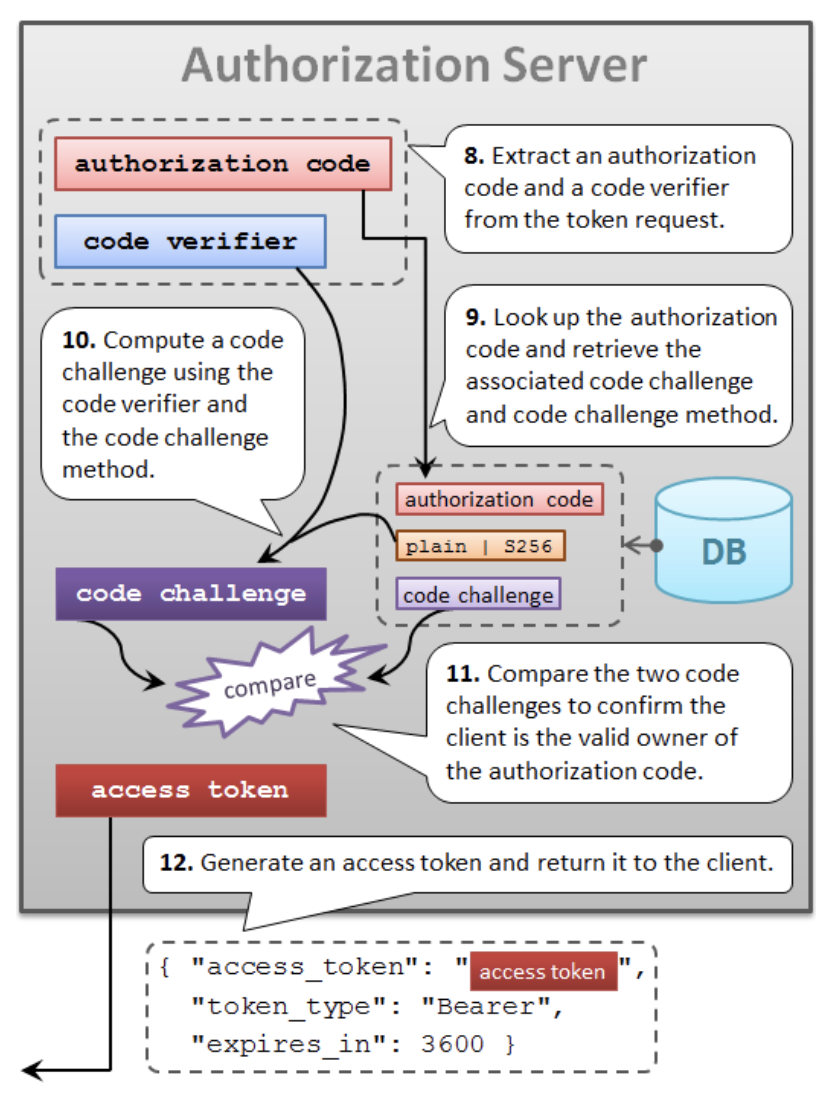 Authorization Server
authorization code
code verifier
8. Extract an authorization
code and a code verifier
from the token request.
9. Look up the authorization
code and retrieve the
associated code challenge
and code challenge method.
10. Compute a code
challenge using the
code verifier and
the code challenge
method.
authorization code
plain | S256
code challenge
DB
code challenge
compare
11. Compare the two code
challenges to confirm the
client is the valid owner of
the authorization code.
access token
12. Generate an access token and return it to the client.
{ "access_token": "access token",
"token_type": "Bearer",
"expires_in": 3600 }